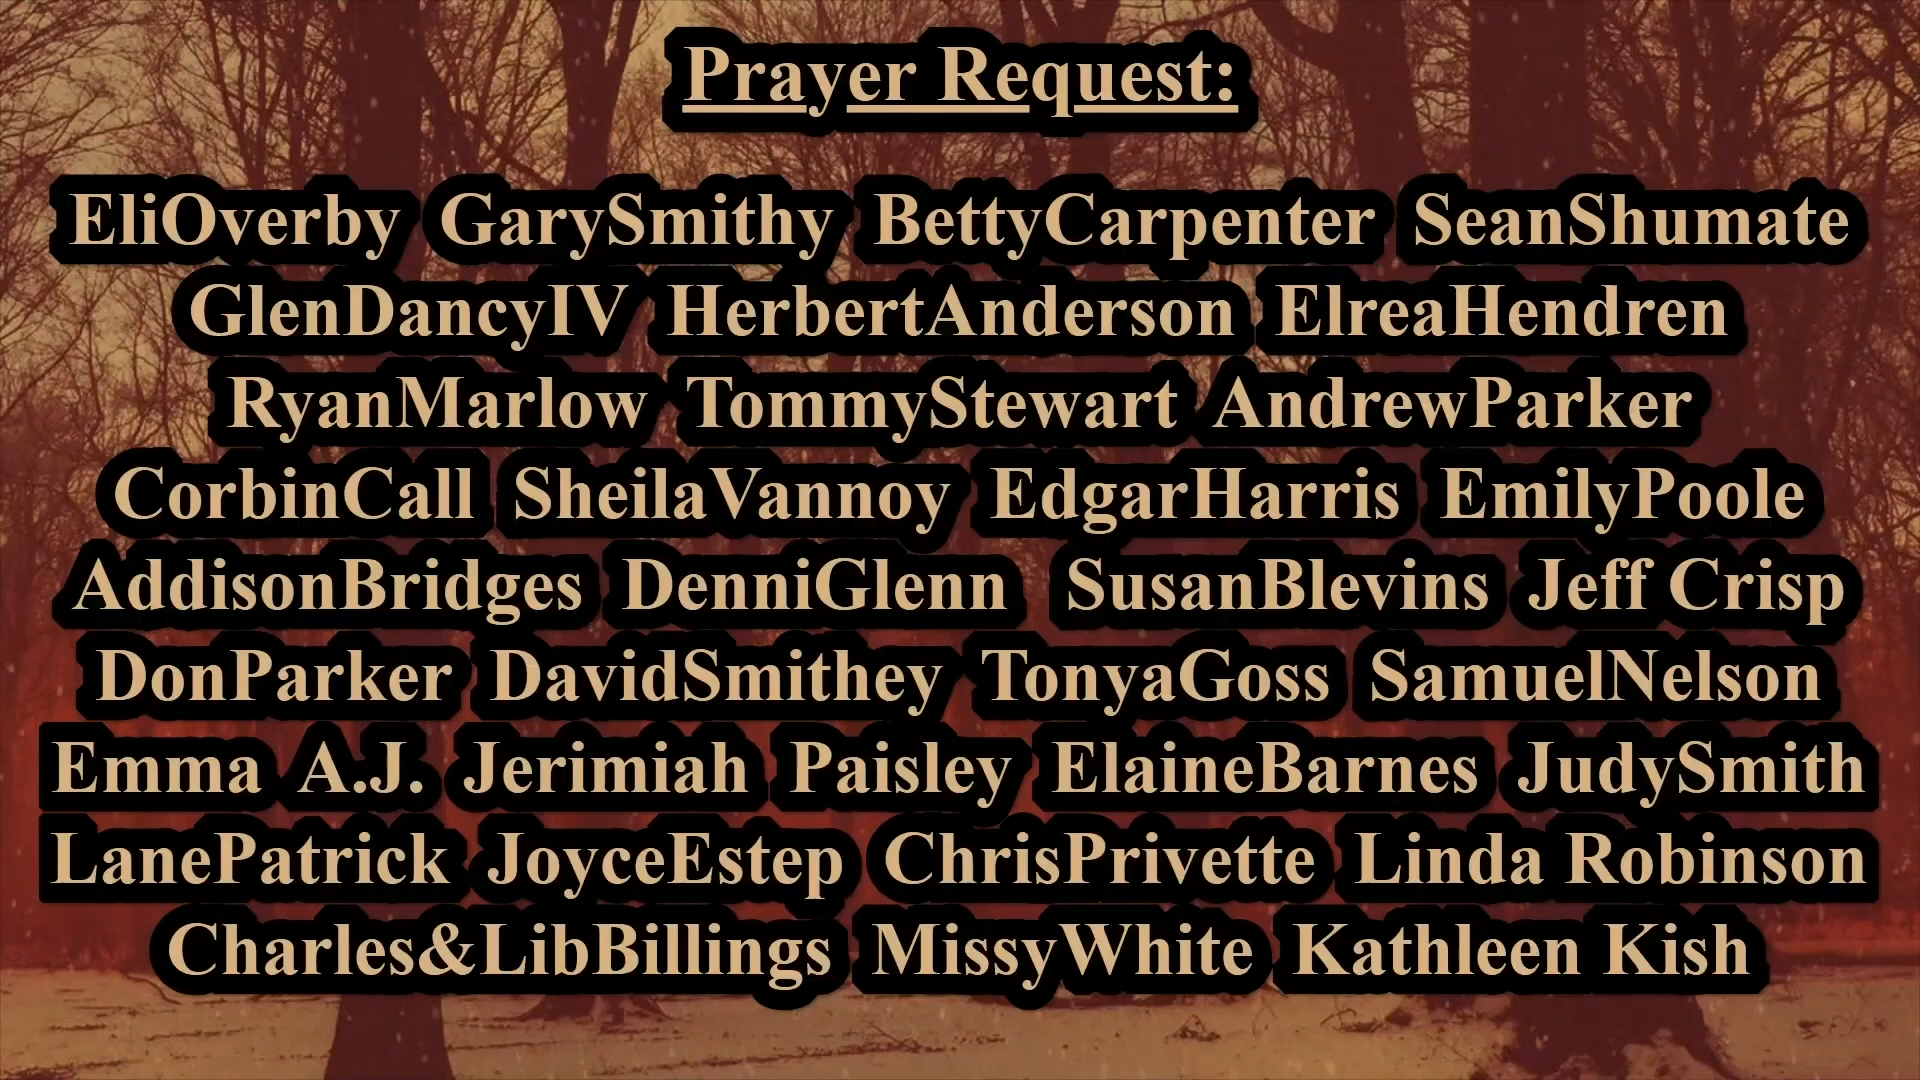 Prayer Request:
EliOverby GarySmithy BettyCarpenter SeanShumate
GlenDancyIV HerbertAnderson ElreaHendren
RyanMarlow TommyStewart AndrewParker
CorbinCall SheilaVannoy EdgarHarris EmilyPoole
AddisonBridges DenniGlenn SusanBlevins Jeff Crisp
DonParker DavidSmithey TonyaGoss SamuelNelson
Emma A.J. Jerimiah Paisley ElaineBarnes JudySmith
LanePatrick JoyceEstep ChrisPrivette Linda Robinson
Charles&LibBillings MissyWhite Kathleen Kish